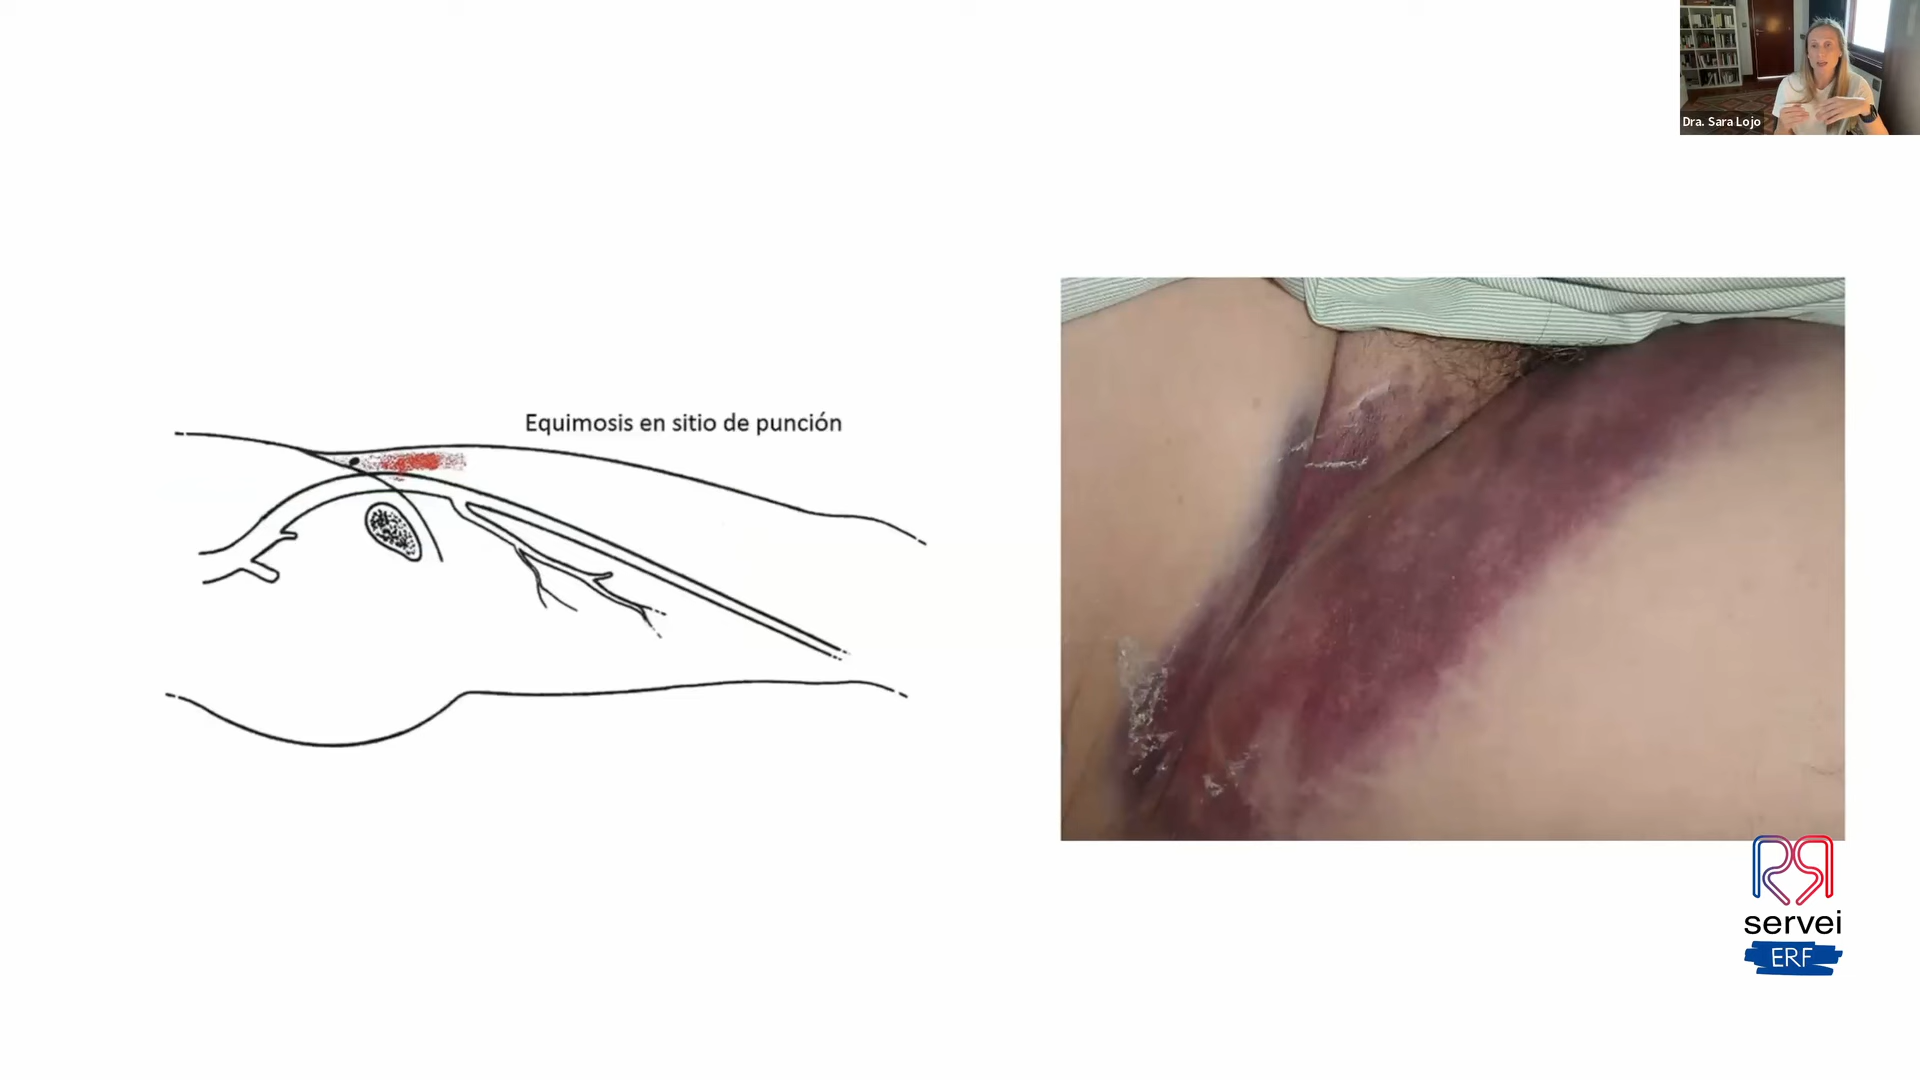 Dra. Sara Lojo
Equimosis en sitio de punción
servei
ERF